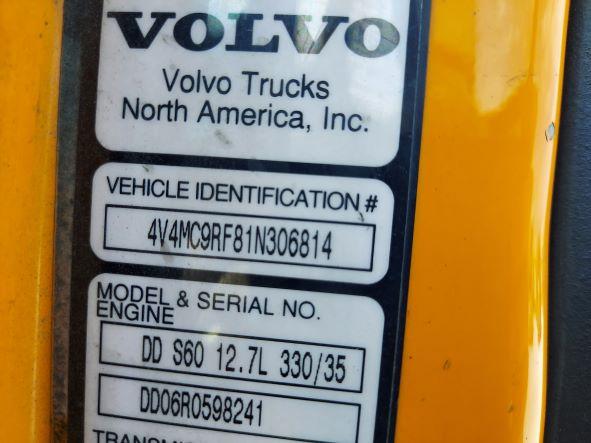 VOLVO
Volvo Trucks
North America, Inc.
VEHICLE IDENTIFICATION #
4V4MC9RF81N306814
MODEL & SERIAL NO.
ENGINE
DD S60 12.7L 330/35
DD06R0598241